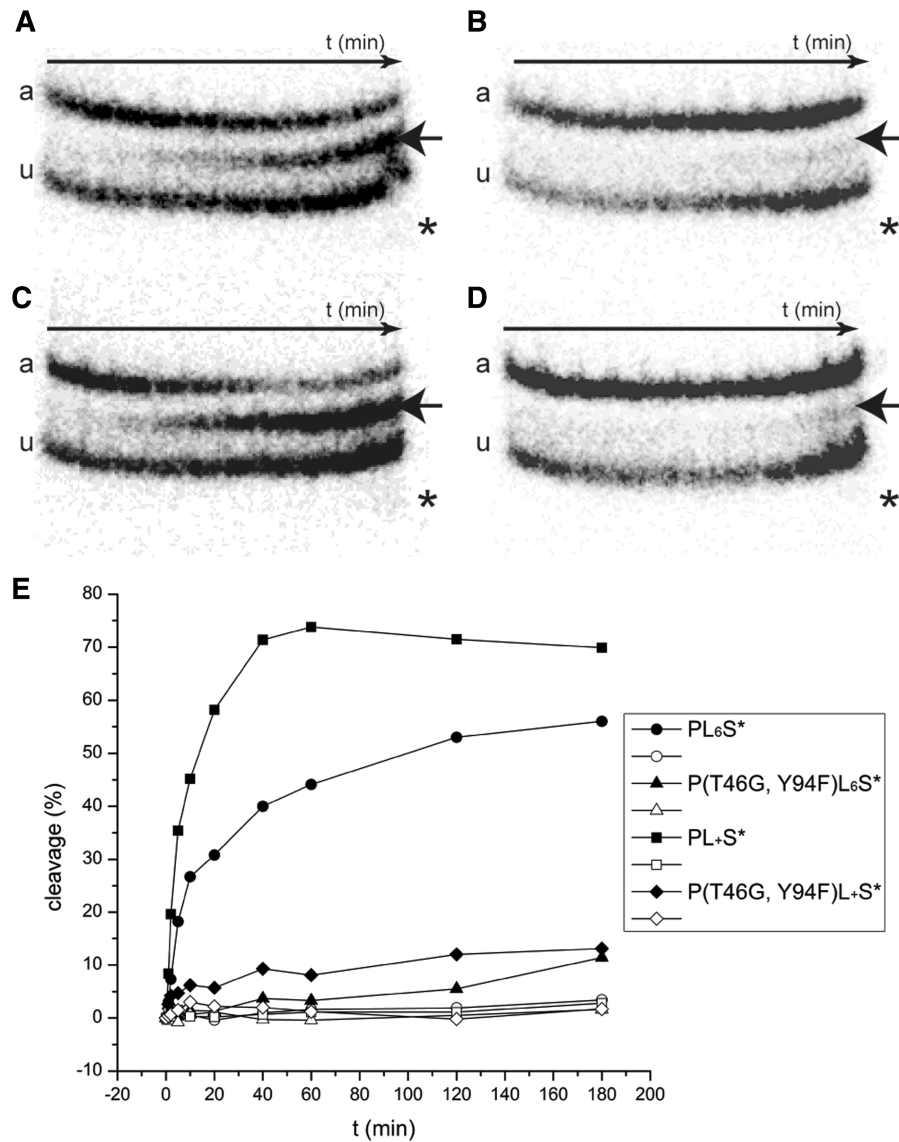 A
B
t (min)
t (min)
a
a
u
u
*
*
C
D
t (min)
t (min)
a
a
u
u
*
*
E
80
70
60
50
40
30
20
10
0
-10
cleavage (%)
-20 0 20 40 60 80 100 120 140 160 180 200
t (min)
PL₆S*
P(T46G, Y94F)L₆S*
PL₊S*
P(T46G, Y94F)L₊S*